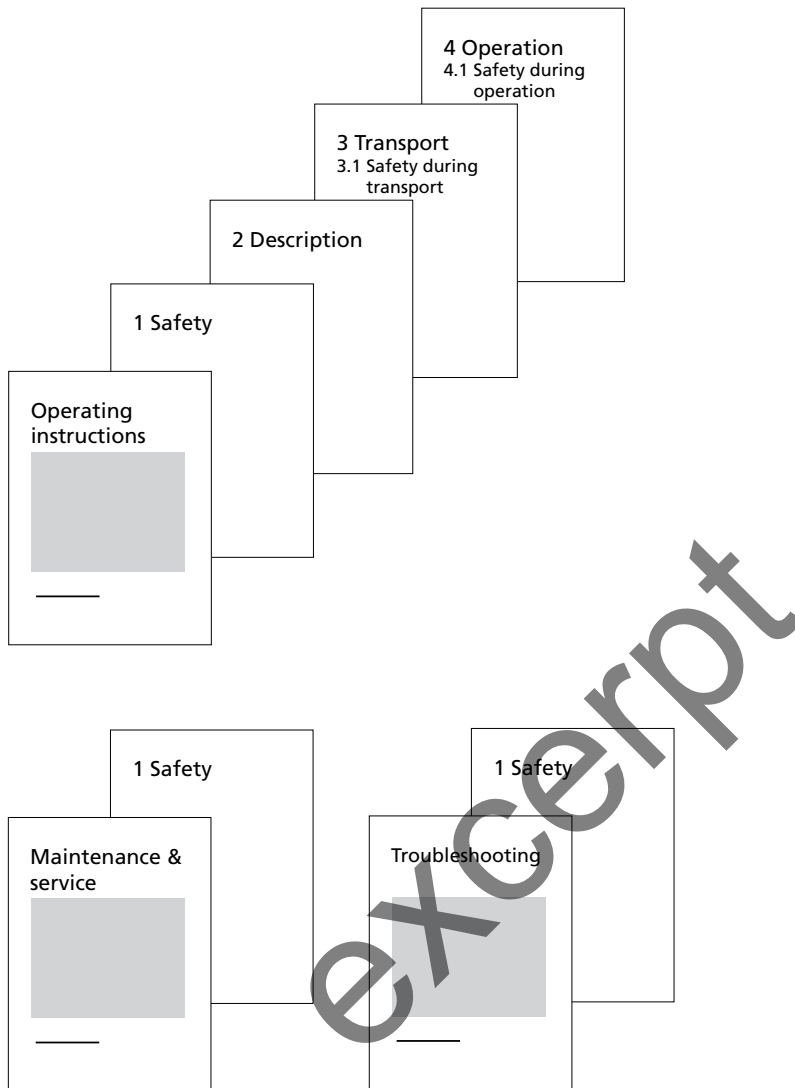 4 Operation
4.1 Safety during
operation
3 Transport
3.1 Safety during
transport
2 Description
1 Safety
Operating
instructions
1 Safety
Maintenance &
service
1 Safety
Troubleshooting
excerpt